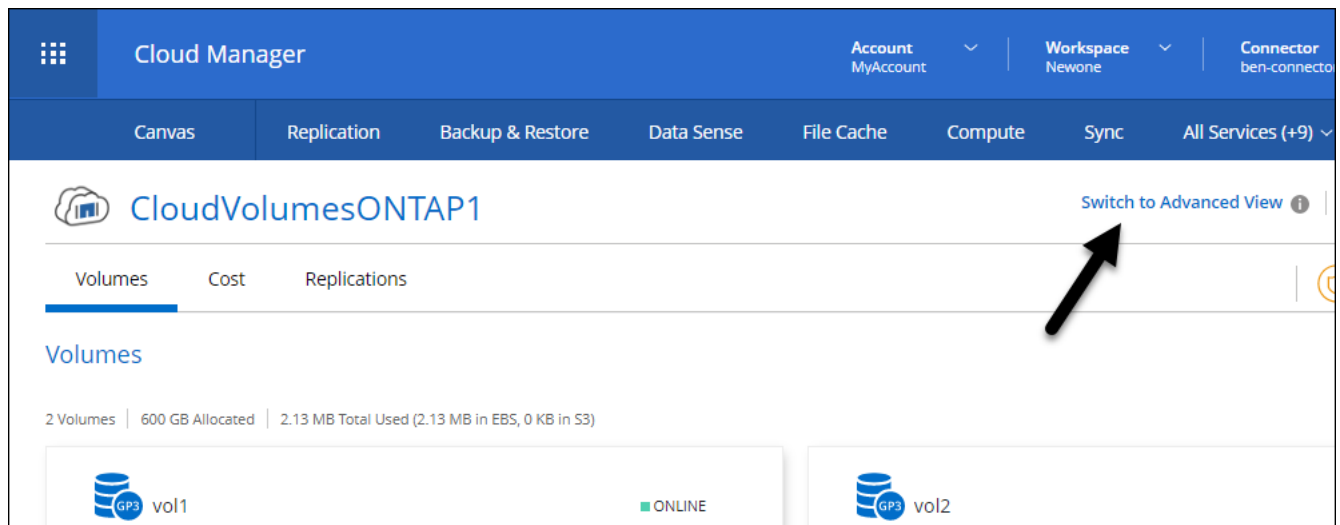 Cloud Manager
Account
MyAccount
Workspace
Newone
Connector
ben-connector
Canvas Replication Backup & Restore Data Sense File Cache Compute Sync All Services (+9)
CloudVolumesONTAP1
Switch to Advanced View
Volumes Cost Replications
Volumes
2 Volumes | 600 GB Allocated | 2.13 MB Total Used (2.13 MB in EBS, 0 KB in S3)
GP3 vol1 ONLINE GP3 vol2